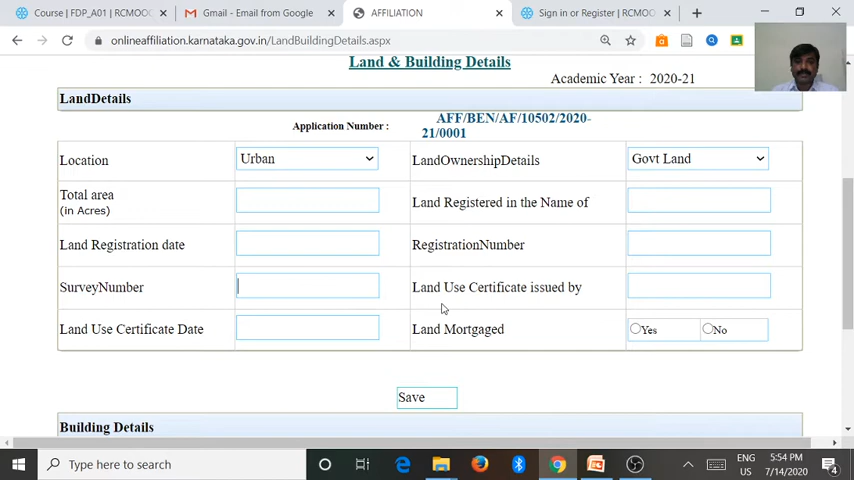 Course | FDP_A01 | RCMOO
Gmail - Email from Google
AFFILIATION
Sign in or Register | RCMOO
onlineaffiliation.karnataka.gov.in/LandBuildingDetails.aspx
Land & Building Details
Academic Year : 2020-21
LandDetails
Application Number :
AFF/BEN/AF/10502/2020-
21/0001
Location
Urban
LandOwnershipDetails
Govt Land
Total area
(in Acres)
Land Registered in the Name of
Land Registration date
RegistrationNumber
SurveyNumber
Land Use Certificate issued by
Land Use Certificate Date
Land Mortgaged
Yes
No
Save
Building Details
Type here to search
ENG
US
5:54 PM
7/14/2020
4